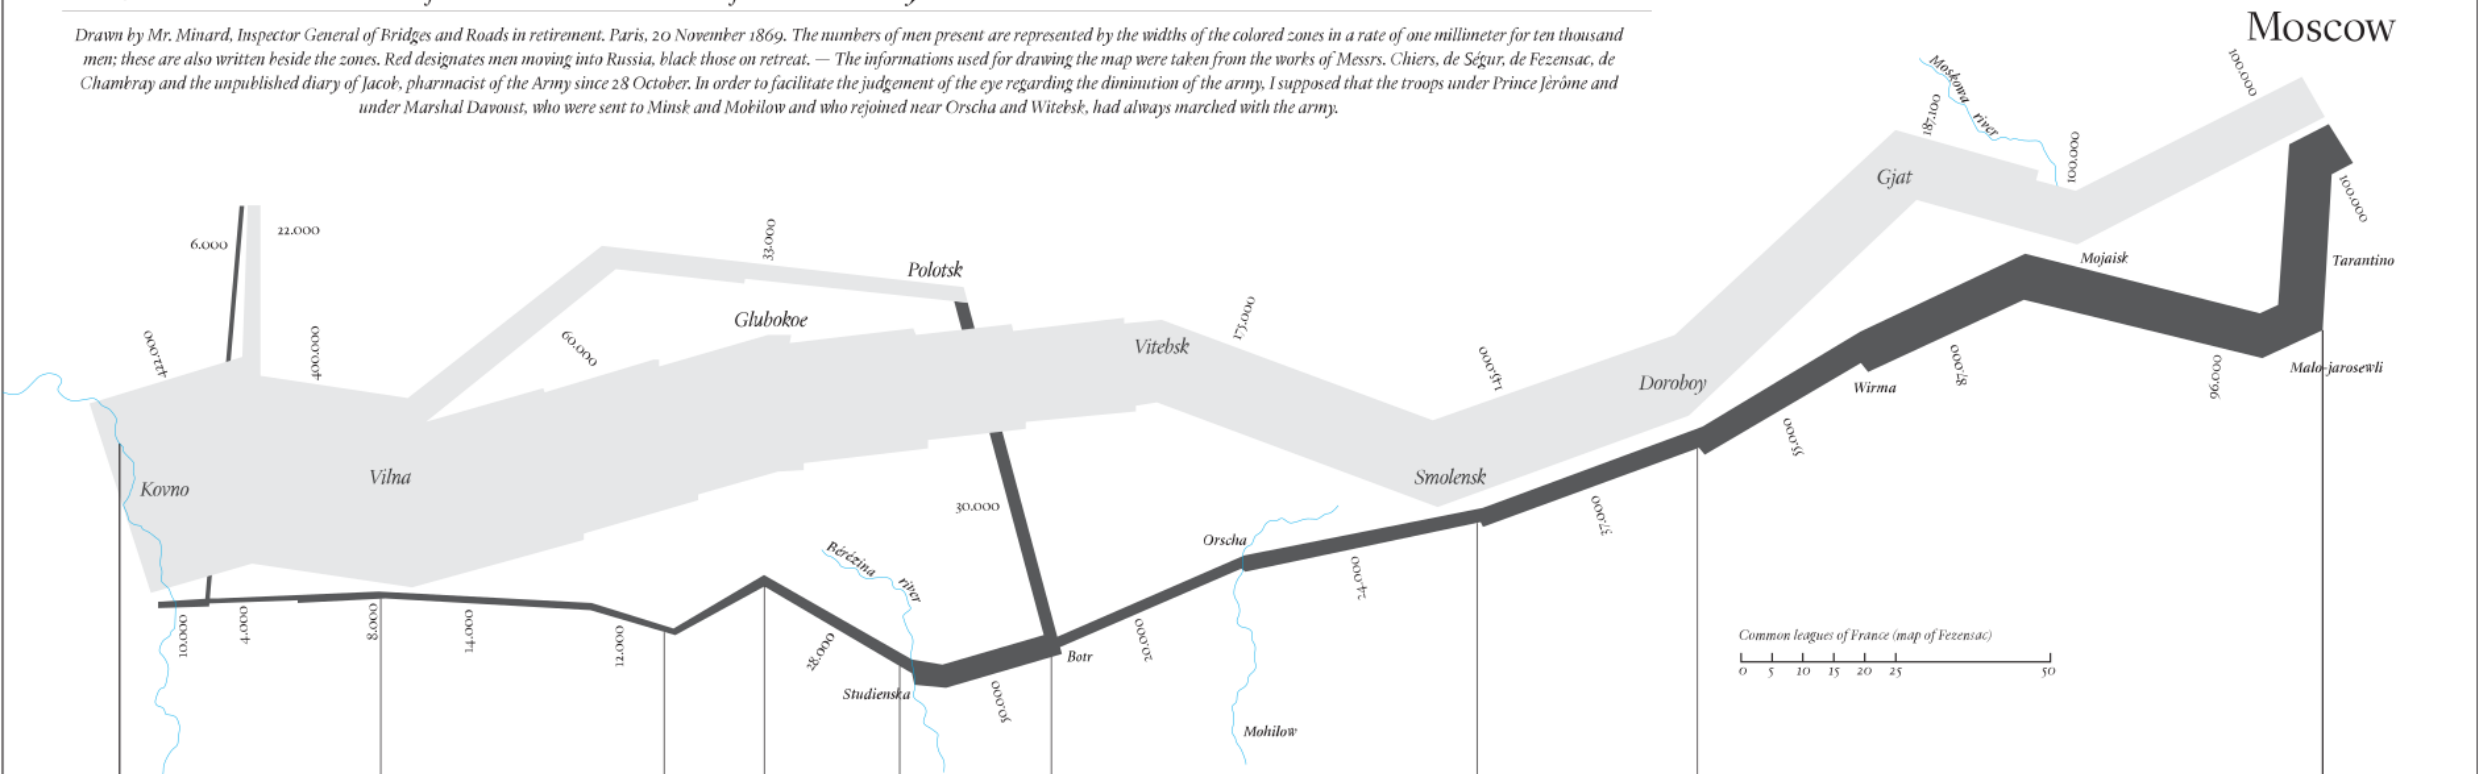 Moscow
Drawn by Mr. Minard, Inspector General of Bridges and Roads in retirement. Paris, 20 November 1869. The numbers of men present are represented by the widths of the colored zones in a rate of one millimeter for ten thousand
men; these are also written beside the zones. Red designates men moving into Russia, black those on retreat. — The informations used for drawing the map were taken from the works of Messrs. Chiers, de Ségur, de Fezensac, de
Chambray and the unpublished diary of Jacob, pharmacist of the Army since 28 October. In order to facilitate the judgement of the eye regarding the diminution of the army, I supposed that the troops under Prince Jèrôme and
under Marshal Davoust, who were sent to Minsk and Mobilow and who rejoined near Orscha and Witebsk, had always marched with the army.
Moskowa
river
100.000
187.100
100.000
Gjat
100.000
6.000
22.000
33.000
Polotsk
Mojaisk
Tarantino
Glubokoe
422.000
400.000
60.000
Vitebsk
175.000
145.000
Doroboy
Wirma
87.000
96.000
Malo-jarosewli
55.000
Kovno
Vilna
Smolensk
30.000
37.000
Orscha
Bérézina
river
24.000
10.000
4.000
8.000
14.000
12.000
28.000
Studienska
50.000
Botr
20.000
Mohilow
Common leagues of France (map of Fezensac)
0 5 10 15 20 25 50